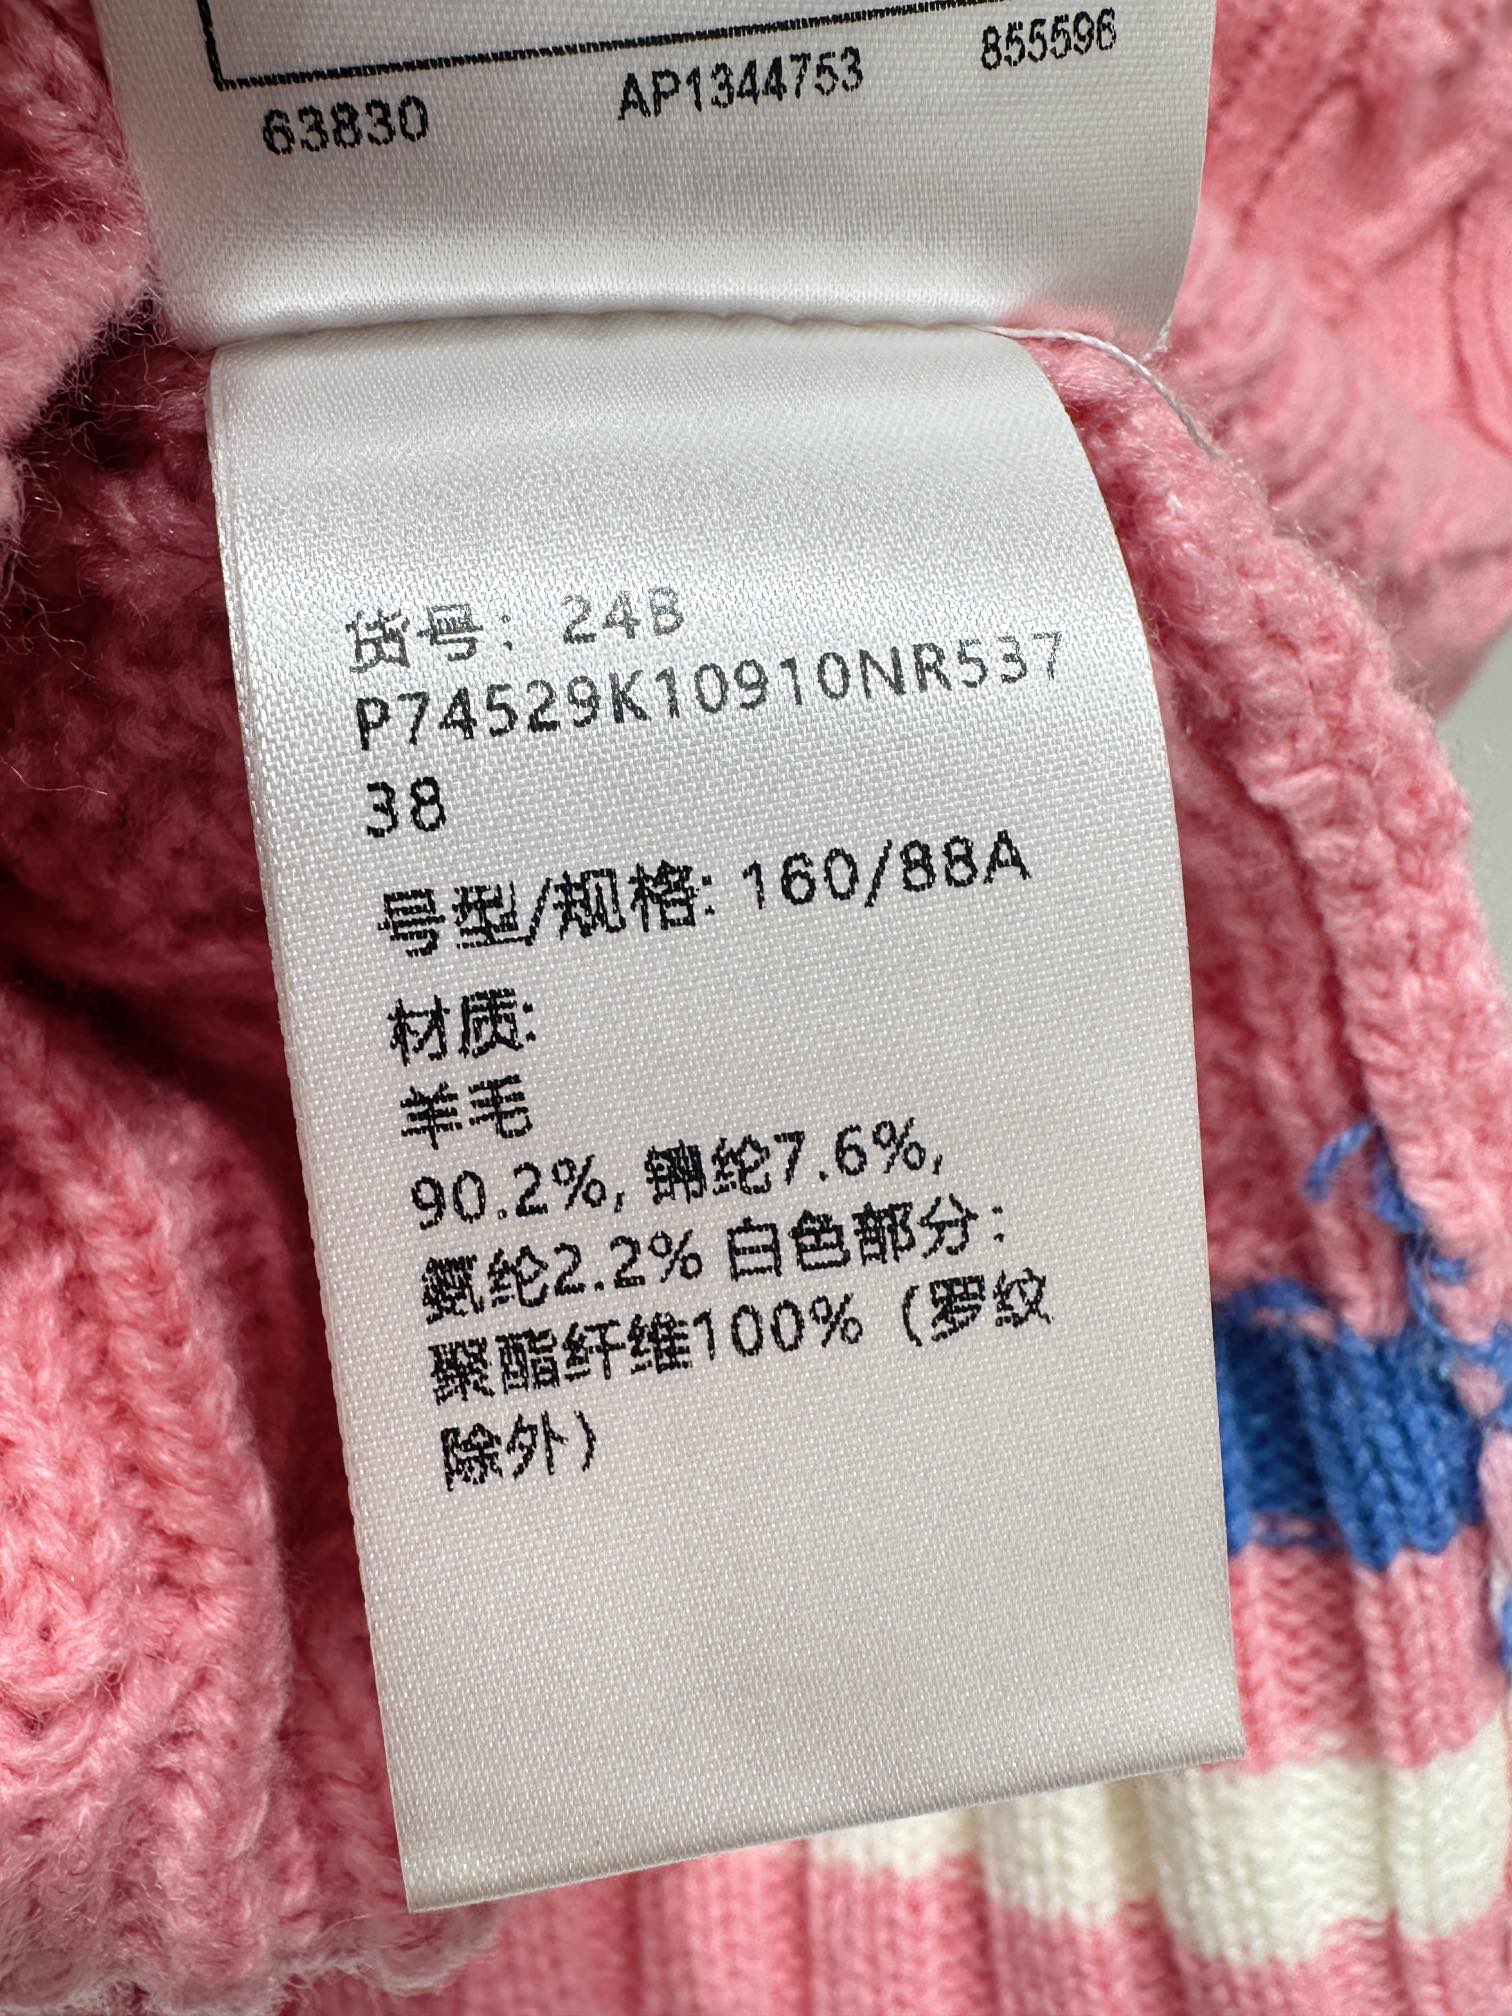 63830 AP1344753 855596
货号：24B
P74529K10910NR537
38
号型/规格: 160/88A
材质:
羊毛
90.2%, 锦纶7.6%,
氨纶2.2% 白色部分：
聚酯纤维100%（罗纹
除外）